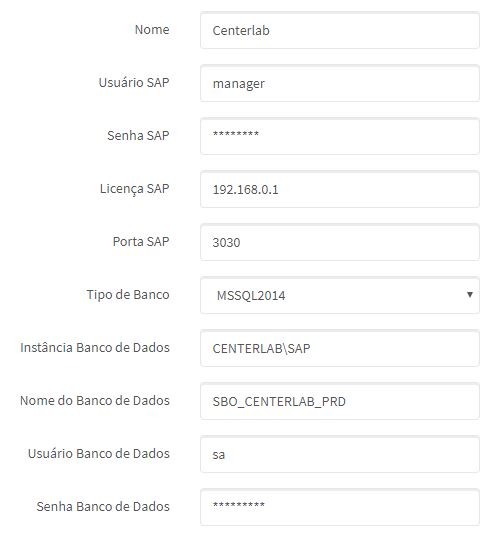 Nome Centerlab
Usuário SAP manager
Senha SAP ********
Licença SAP 192.168.0.1
Porta SAP 3030
Tipo de Banco MSSQL2014
Instância Banco de Dados CENTERLAB\SAP
Nome do Banco de Dados SBO_CENTERLAB_PRD
Usuário Banco de Dados sa
Senha Banco de Dados *********